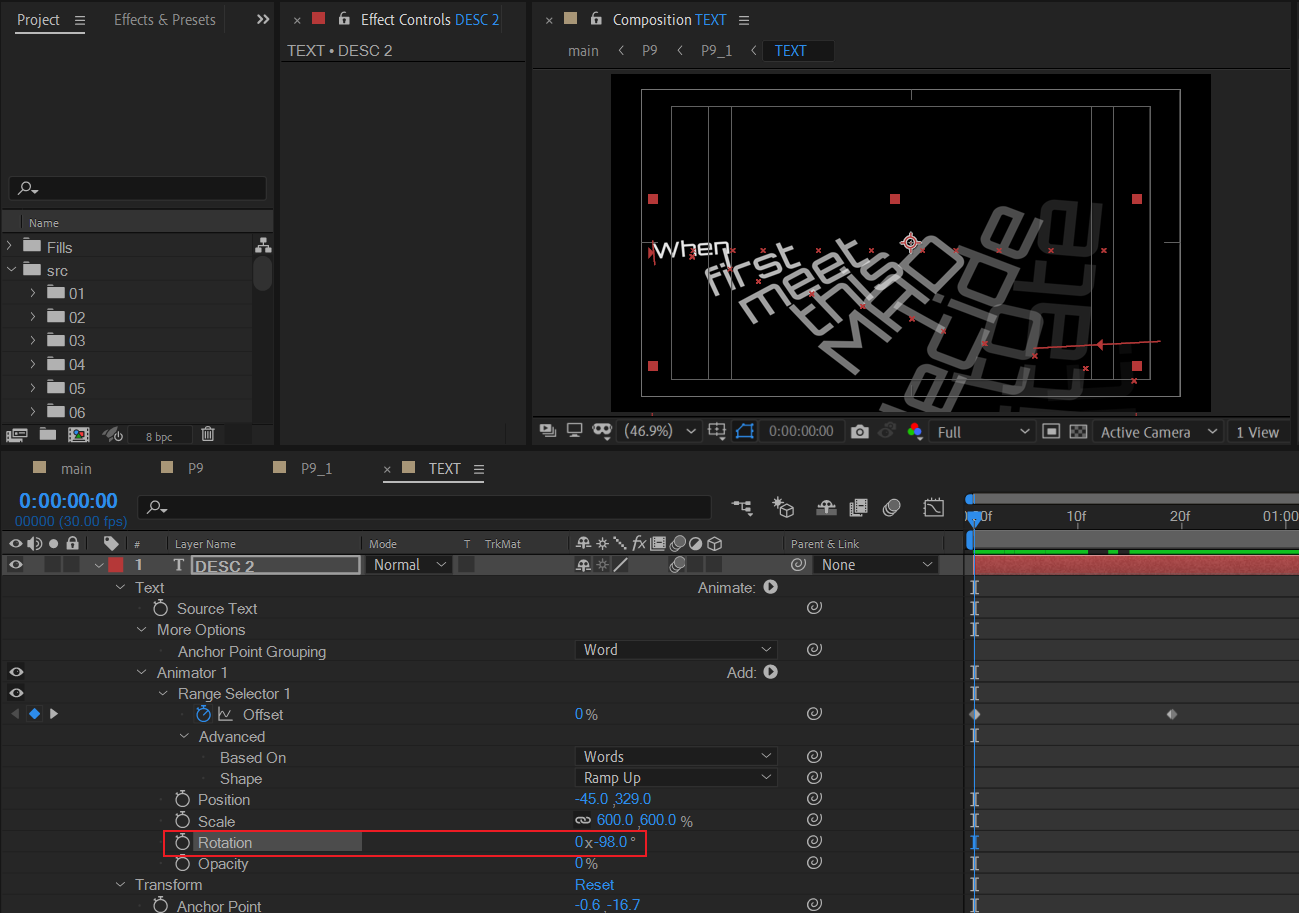 Project
Effects & Presets
Effect Controls DESC 2
Composition TEXT
TEXT • DESC 2
main
P9
P9_1
TEXT
Name
Fills
src
01
02
03
04
05
06
8 bpc
When
first
meet
this
(46.9%)
0:00:00:00
Full
Active Camera
1 View
main
P9
P9_1
TEXT
0:00:00:00
00000 (30.00 fps)
10f
20f
01:00
#
Layer Name
Mode
T
TrkMat
Parent & Link
1
T
DESC 2
Normal
None
Text
Animate:
Source Text
More Options
Anchor Point Grouping
Word
Animator 1
Add:
Range Selector 1
Offset
0 %
Advanced
Based On
Words
Shape
Ramp Up
Position
-45.0 ,329.0
Scale
600.0 ,600.0 %
Rotation
0 x -98.0 °
Opacity
0 %
Transform
Reset
Anchor Point
-0.6 ,-16.7